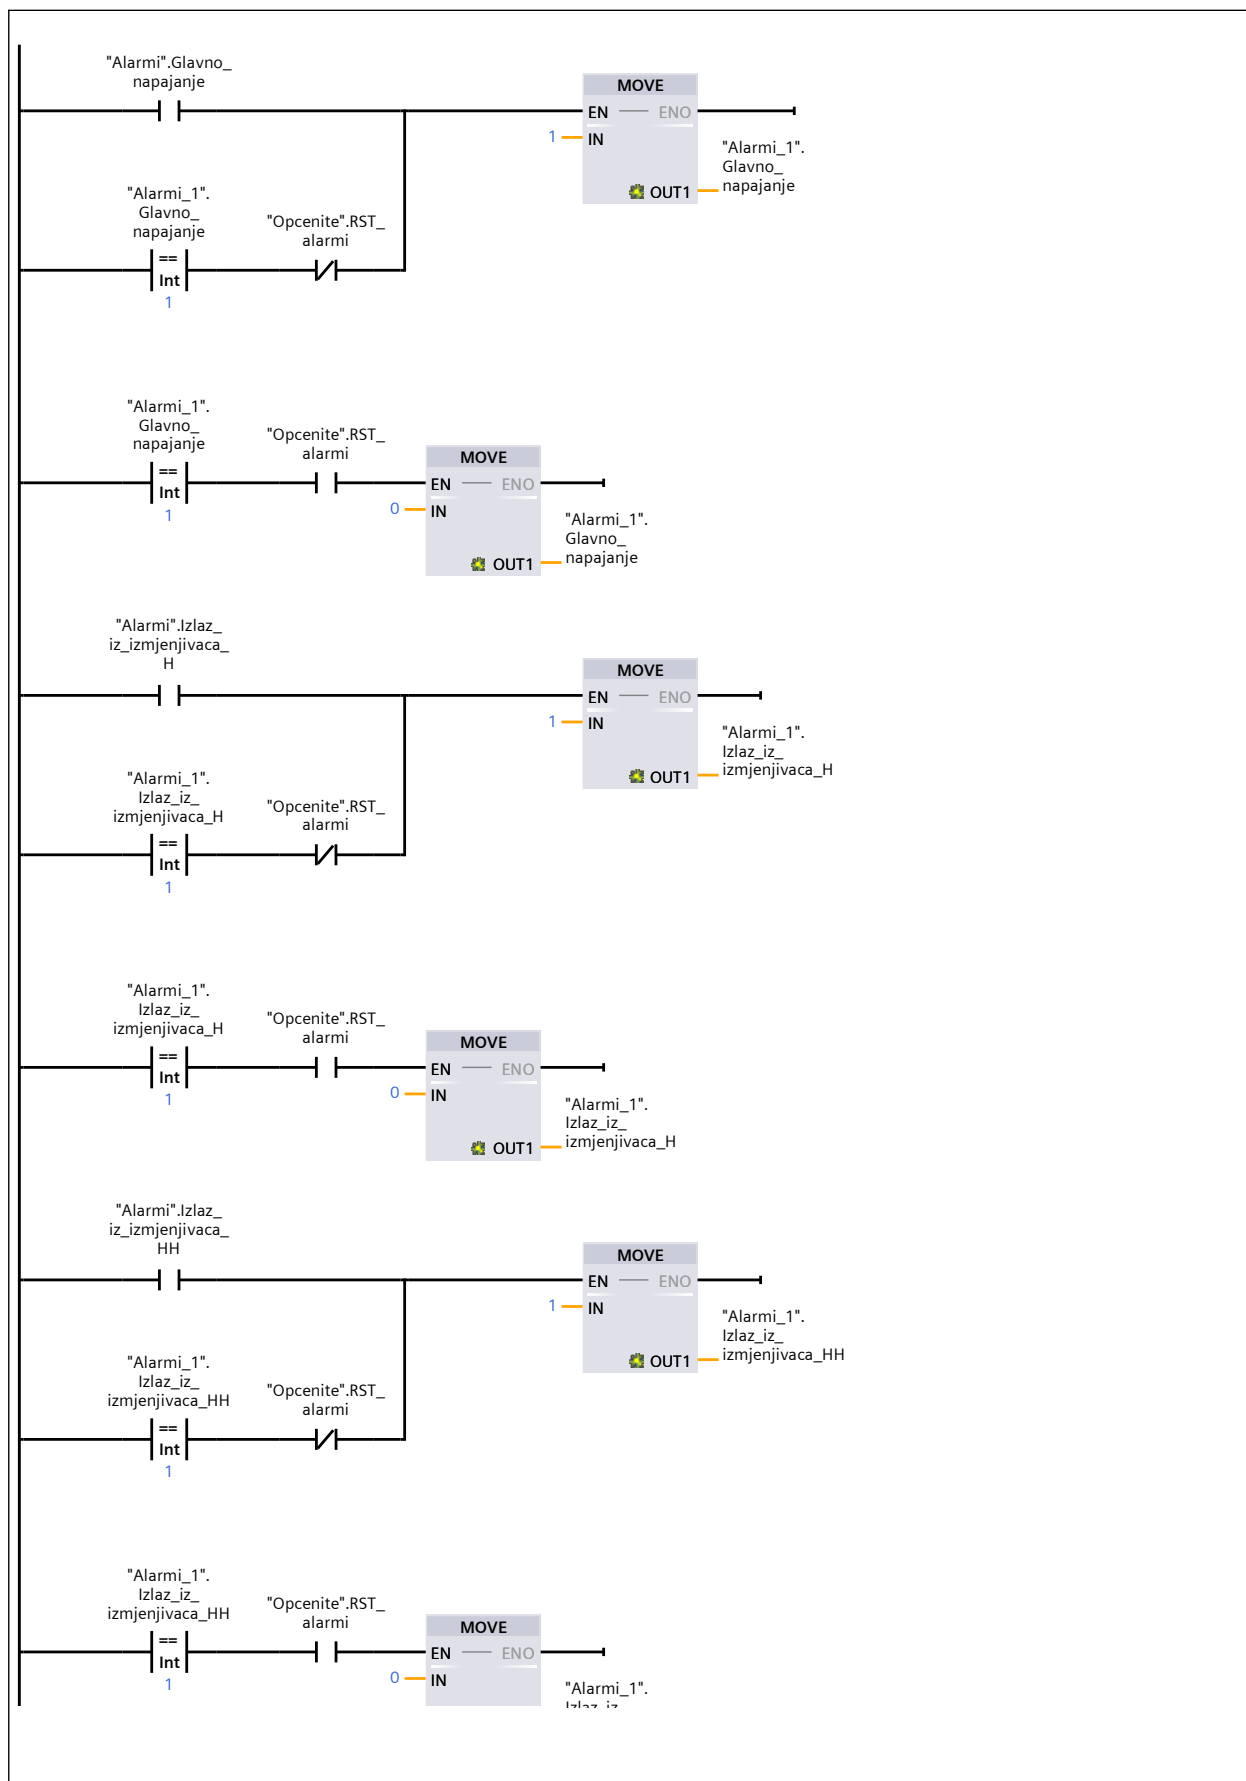 "Alarmi".Glavno_
napajanje
MOVE
EN ENO
1 IN
"Alarmi_1".
Glavno_
napajanje
OUT1
"Alarmi_1".
Glavno_
napajanje
"Opcenite".RST_
alarmi
==
Int
1
"Alarmi_1".
Glavno_
napajanje
"Opcenite".RST_
alarmi
==
Int
1
MOVE
EN ENO
0 IN
"Alarmi_1".
Glavno_
napajanje
OUT1
"Alarmi".Izlaz_
iz_izmjenjivaca_
H
MOVE
EN ENO
1 IN
"Alarmi_1".
Izlaz_iz_
izmjenjivaca_H
OUT1
"Alarmi_1".
Izlaz_iz_
izmjenjivaca_H
"Opcenite".RST_
alarmi
==
Int
1
"Alarmi_1".
Izlaz_iz_
izmjenjivaca_H
"Opcenite".RST_
alarmi
==
Int
1
MOVE
EN ENO
0 IN
"Alarmi_1".
Izlaz_iz_
izmjenjivaca_H
OUT1
"Alarmi".Izlaz_
iz_izmjenjivaca_
HH
MOVE
EN ENO
1 IN
"Alarmi_1".
Izlaz_iz_
izmjenjivaca_HH
OUT1
"Alarmi_1".
Izlaz_iz_
izmjenjivaca_HH
"Opcenite".RST_
alarmi
==
Int
1
"Alarmi_1".
Izlaz_iz_
izmjenjivaca_HH
"Opcenite".RST_
alarmi
==
Int
1
MOVE
EN ENO
0 IN
"Alarmi_1".